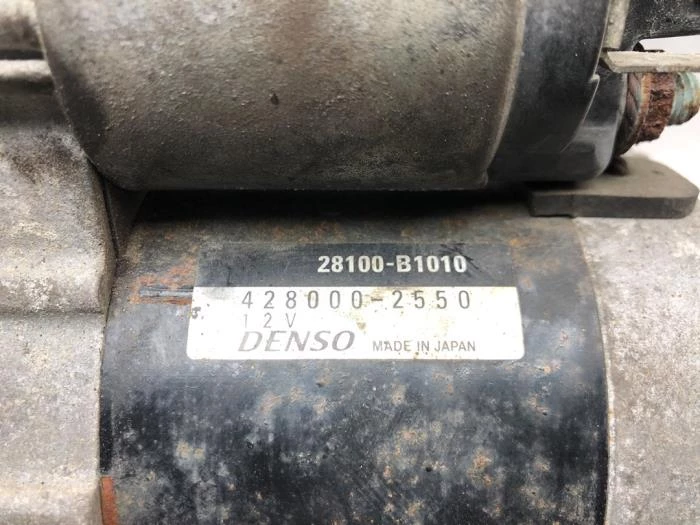 28100-B1010
428000-2550
12V
DENSO MADE IN JAPAN